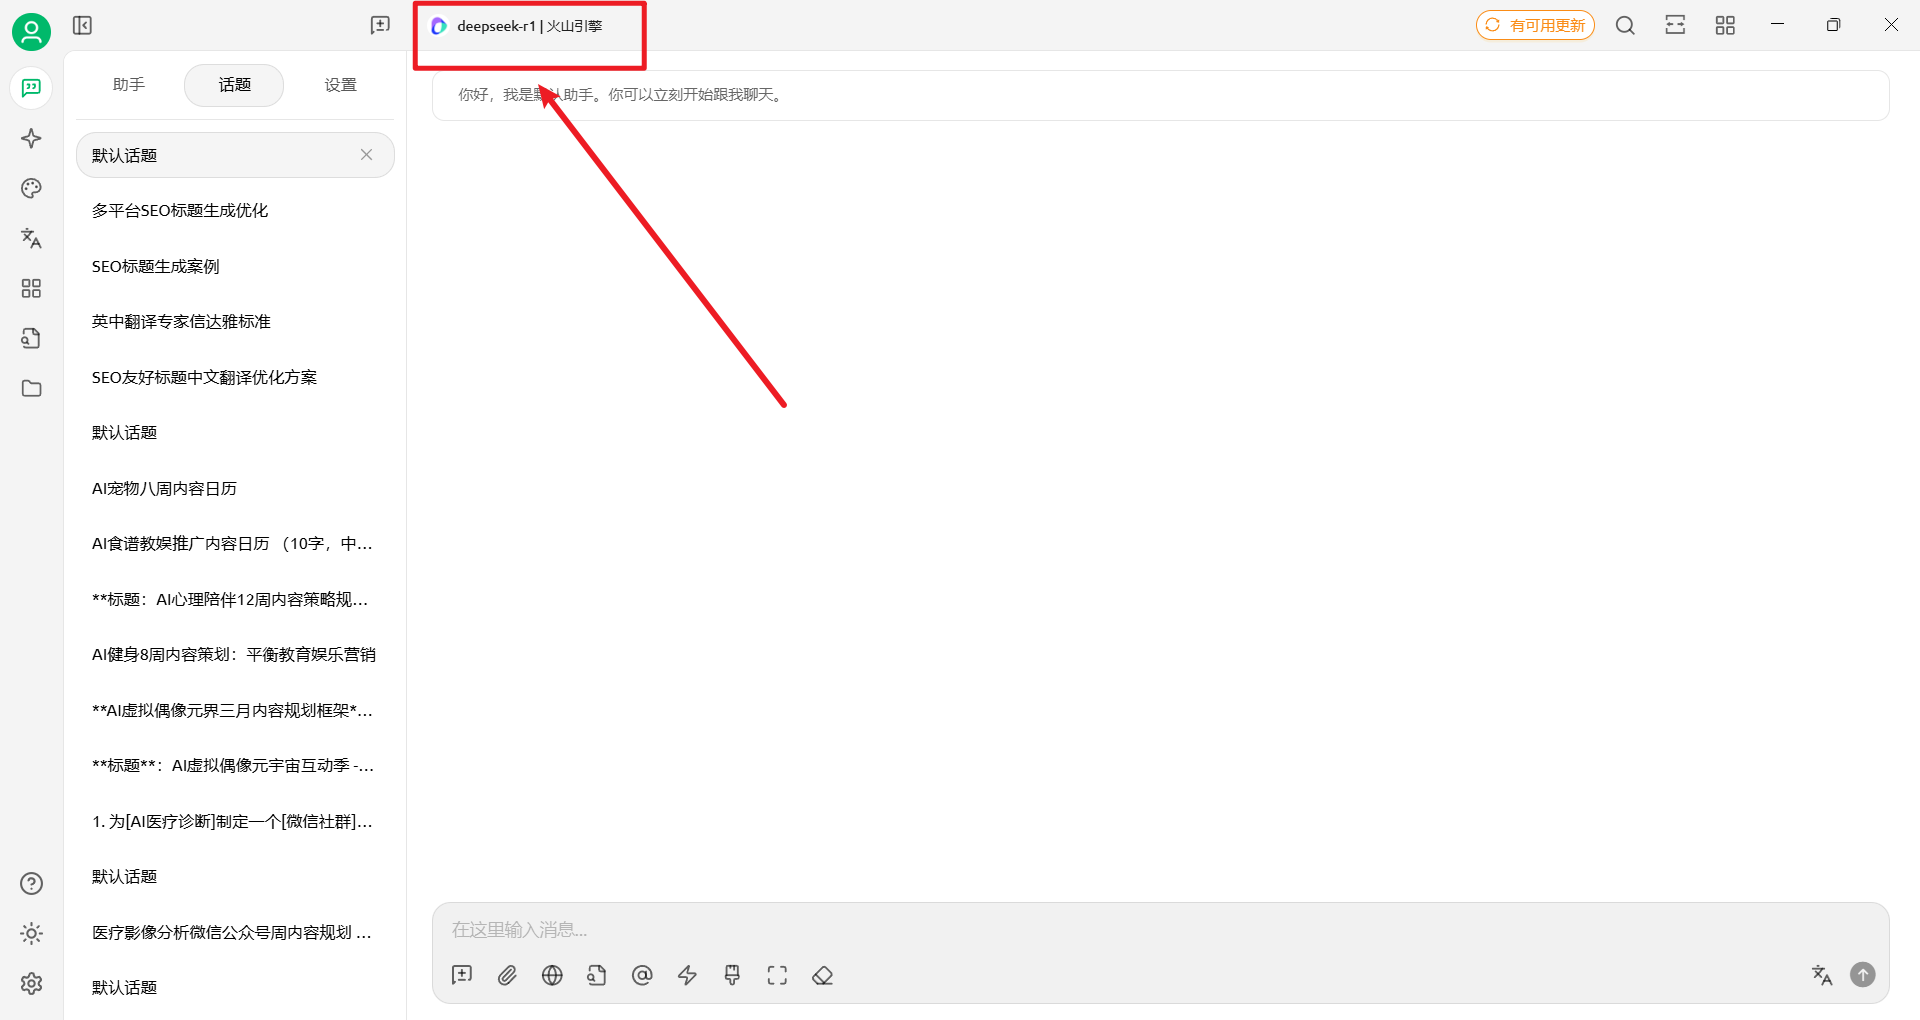 deepseek-r1 | 火山引擎
有可用更新
助手
话题
设置
默认话题
多平台SEO标题生成优化
SEO标题生成案例
英中翻译专家信达雅标准
SEO友好标题中文翻译优化方案
默认话题
AI宠物八周内容日历
AI食谱教娱推广内容日历 （10字，中...
**标题：AI心理陪伴12周内容策略规...
AI健身8周内容策划：平衡教育娱乐营销
**AI虚拟偶像元界三月内容规划框架*...
**标题**：AI虚拟偶像元宇宙互动季 -...
1. 为[AI医疗诊断]制定一个[微信社群]...
默认话题
医疗影像分析微信公众号周内容规划 ...
默认话题
你好，我是默认助手。你可以立刻开始跟我聊天。
在这里输入消息...